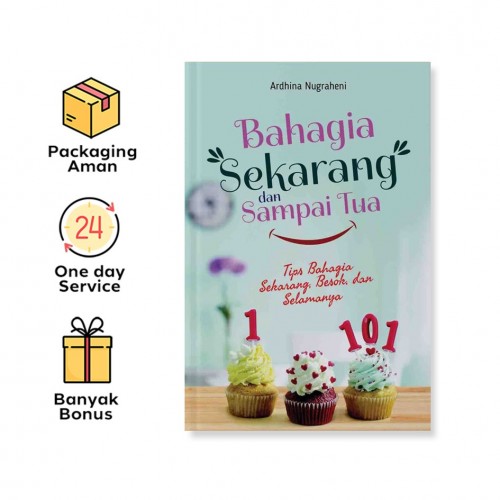 Packaging
Aman
24
One day
Service
Banyak
Bonus
Ardhina Nugraheni
Bahagia
"Sekarang"
dan
Sampai Tua
Tips Bahagia
Sekarang, Besok, dan
Selamanya
1
101